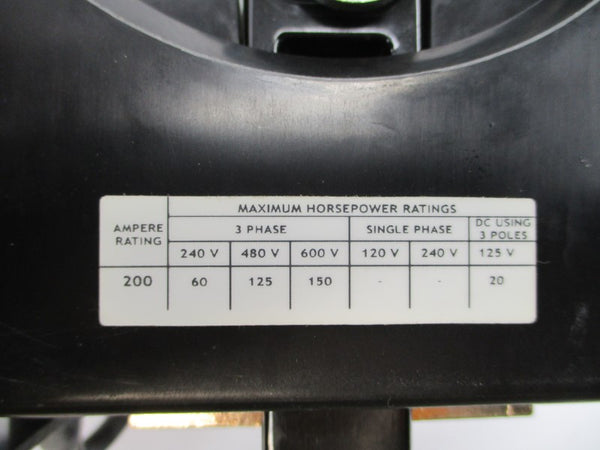 MAXIMUM HORSEPOWER RATINGS
AMPERE RATING
3 PHASE SINGLE PHASE DC USING 3 POLES
240 V 480 V 600 V 120 V 240 V 125 V
200 60 125 150 - - 20